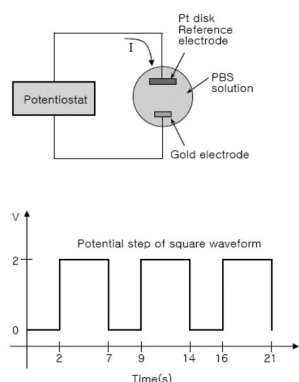 Pt disk
Reference
electrode
I
PBS
solution
Potentiostat
Gold electrode
V
Potential step of square waveform
2
0
2 7 9 14 16 21
Time(s)